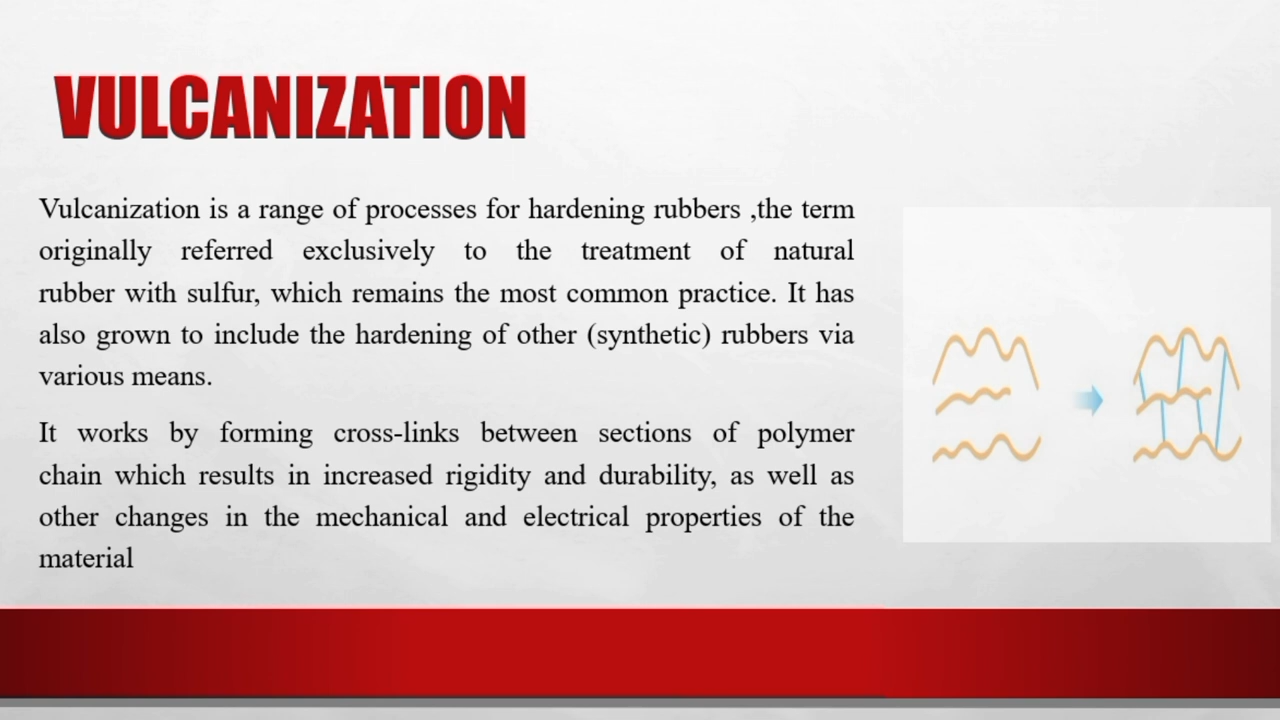 VULCANIZATION
Vulcanization is a range of processes for hardening rubbers ,the term
originally referred exclusively to the treatment of natural
rubber with sulfur, which remains the most common practice. It has
also grown to include the hardening of other (synthetic) rubbers via
various means.
It works by forming cross-links between sections of polymer
chain which results in increased rigidity and durability, as well as
other changes in the mechanical and electrical properties of the
material